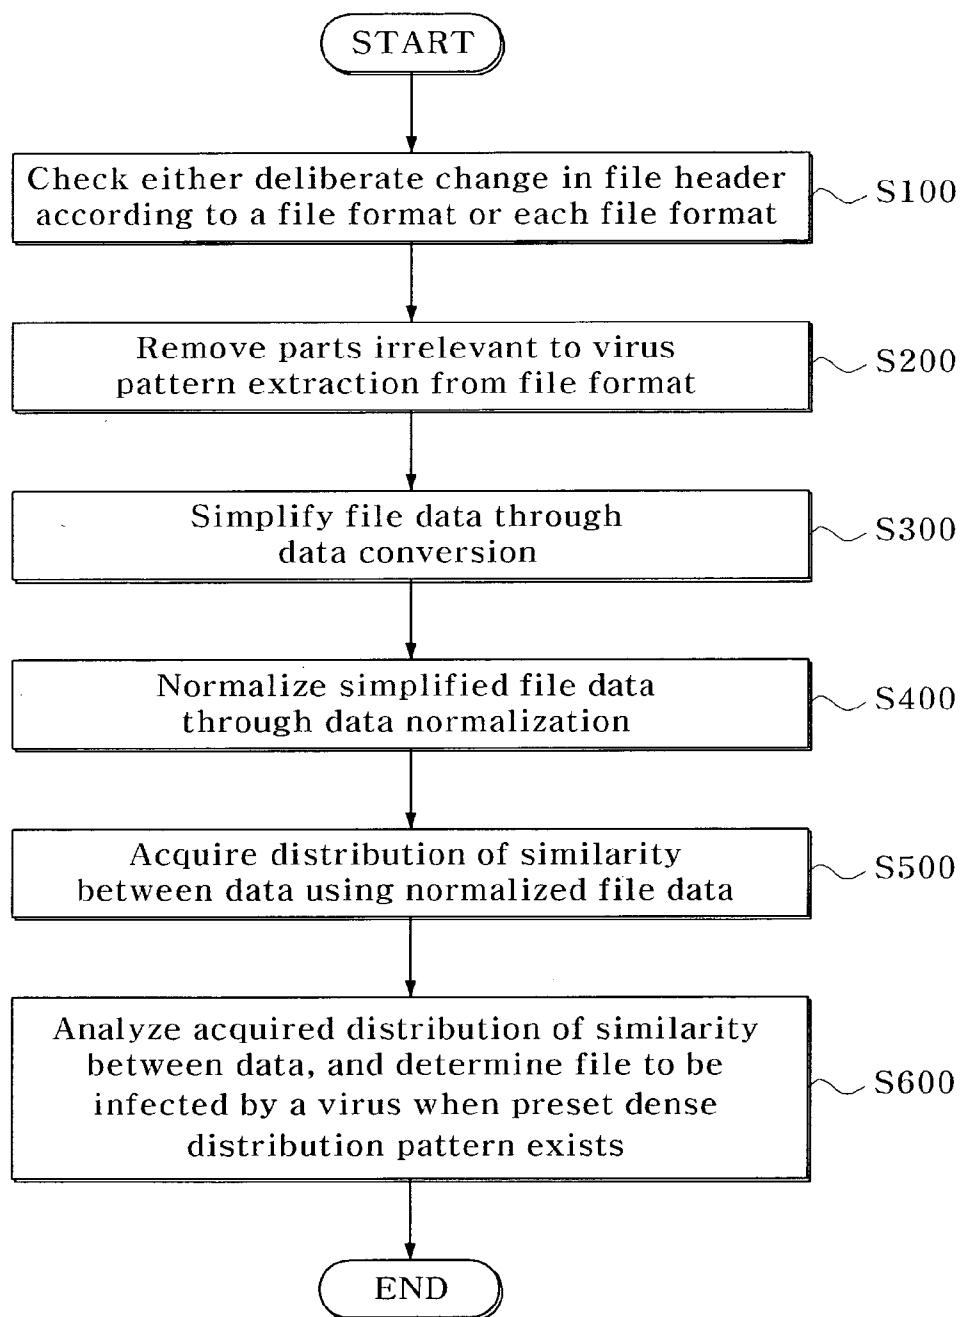 START
Check either deliberate change in file header
according to a file format or each file format
S100
Remove parts irrelevant to virus
pattern extraction from file format
S200
Simplify file data through
data conversion
S300
Normalize simplified file data
through data normalization
S400
Acquire distribution of similarity
between data using normalized file data
S500
Analyze acquired distribution of similarity
between data, and determine file to be
infected by a virus when preset dense
distribution pattern exists
S600
END